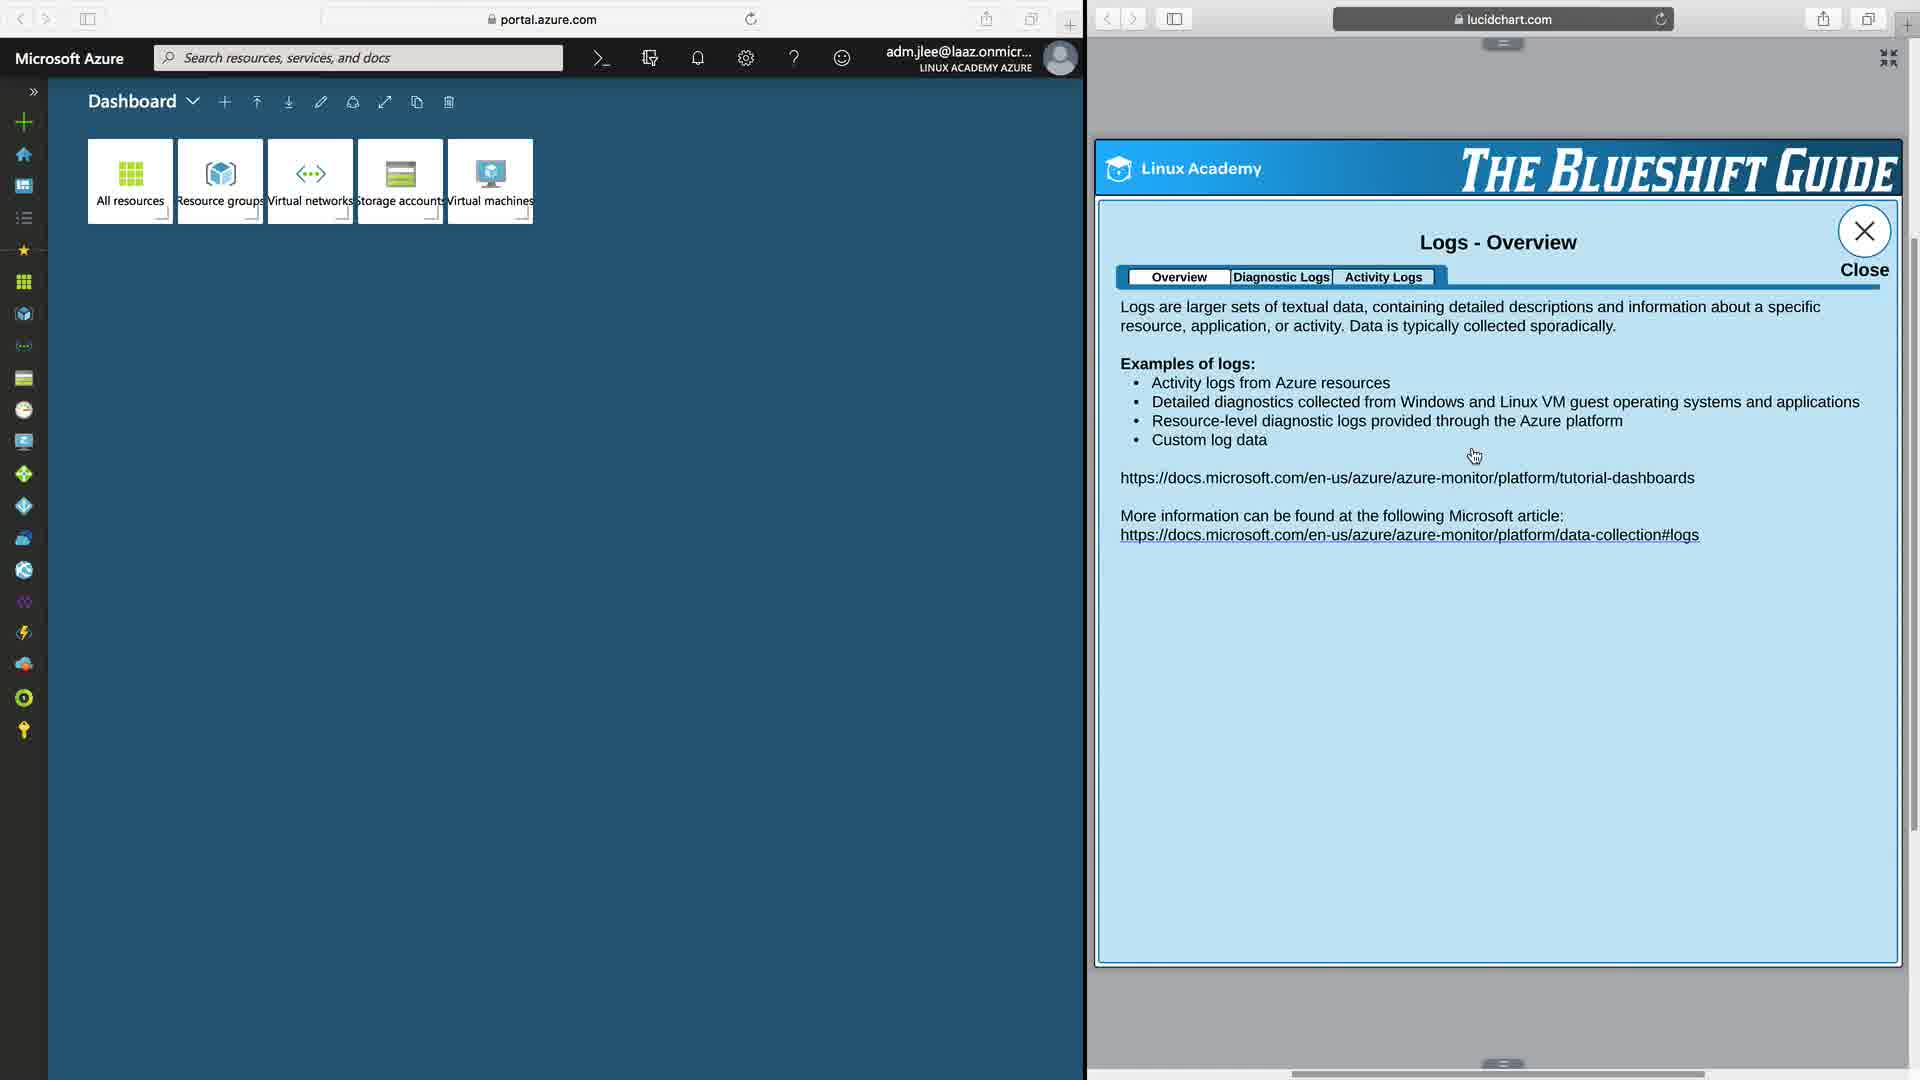 portal.azure.com
Microsoft Azure
Search resources, services, and docs
adm.jlee@laaz.onmicr...
LINUX ACADEMY AZURE
Dashboard
All resources
Resource groups
Virtual networks
Storage accounts
Virtual machines
lucidchart.com
Linux Academy
THE BLUESHIFT GUIDE
Logs - Overview
Close
Overview
Diagnostic Logs
Activity Logs
Logs are larger sets of textual data, containing detailed descriptions and information about a specific
resource, application, or activity. Data is typically collected sporadically.
Examples of logs:
• Activity logs from Azure resources
• Detailed diagnostics collected from Windows and Linux VM guest operating systems and applications
• Resource-level diagnostic logs provided through the Azure platform
• Custom log data
https://docs.microsoft.com/en-us/azure/azure-monitor/platform/tutorial-dashboards
More information can be found at the following Microsoft article:
https://docs.microsoft.com/en-us/azure/azure-monitor/platform/data-collection#logs